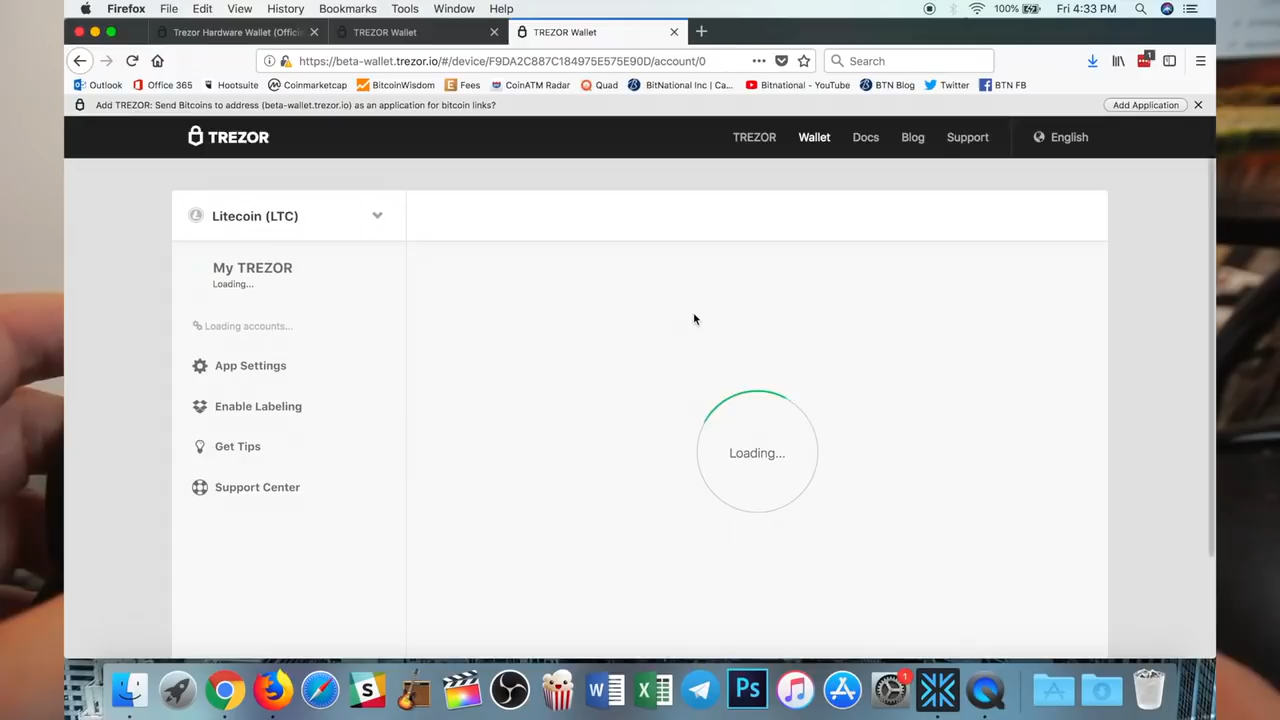 Firefox File Edit View History Bookmarks Tools Window Help 100% Fri 4:33 PM
Trezor Hardware Wallet (Offici TREZOR Wallet TREZOR Wallet
https://beta-wallet.trezor.io/#/device/F9DA2C887C184975E575E90D/account/0 Search
Outlook Office 365 Hootsuite Coinmarketcap BitcoinWisdom Fees CoinATM Radar Quad BitNational Inc | Ca... Bitnational - YouTube BTN Blog Twitter BTN FB
Add TREZOR: Send Bitcoins to address (beta-wallet.trezor.io) as an application for bitcoin links? Add Application
TREZOR TREZOR Wallet Docs Blog Support English
Litecoin (LTC)
My TREZOR
Loading...
Loading accounts...
App Settings
Enable Labeling
Get Tips
Support Center
Loading...